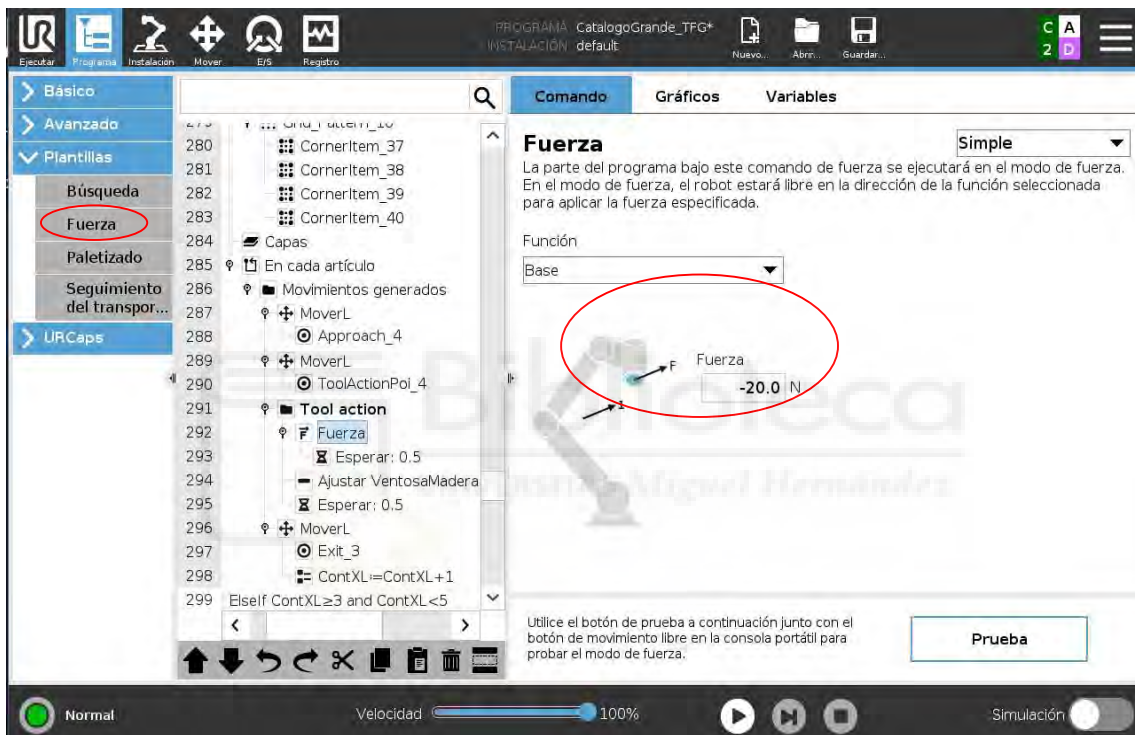 PROGRAMA CatalogoGrande_TFG*
INSTALACIÓN default
C A
2 D
Ejecutar Programa Instalación Mover E/S Registro Nuevo... Abrir... Guardar...
Básico
Avanzado
Plantillas
Búsqueda
Fuerza
Paletizado
Seguimiento
del transpor...
URCaps
280 CornerItem_37
281 CornerItem_38
282 CornerItem_39
283 CornerItem_40
284 Capas
285 En cada artículo
286 Movimientos generados
287 MoverL
288 Approach_4
289 MoverL
290 ToolActionPoi_4
291 Tool action
292 Fuerza
293 Esperar: 0.5
294 Ajustar VentosaMadera
295 Esperar: 0.5
296 MoverL
297 Exit_3
298 ContXL≔ContXL+1
299 ElseIf ContXL≥3 and ContXL<5
Comando Gráficos Variables
Fuerza Simple
La parte del programa bajo este comando de fuerza se ejecutará en el modo de fuerza.
En el modo de fuerza, el robot estará libre en la dirección de la función seleccionada
para aplicar la fuerza especificada.
Función
Base
F Fuerza
-20.0 N
1
Biblioteca
Miguel Hernández
Utilice el botón de prueba a continuación junto con el
botón de movimiento libre en la consola portátil para
probar el modo de fuerza.
Prueba
Normal Velocidad 100% Simulación